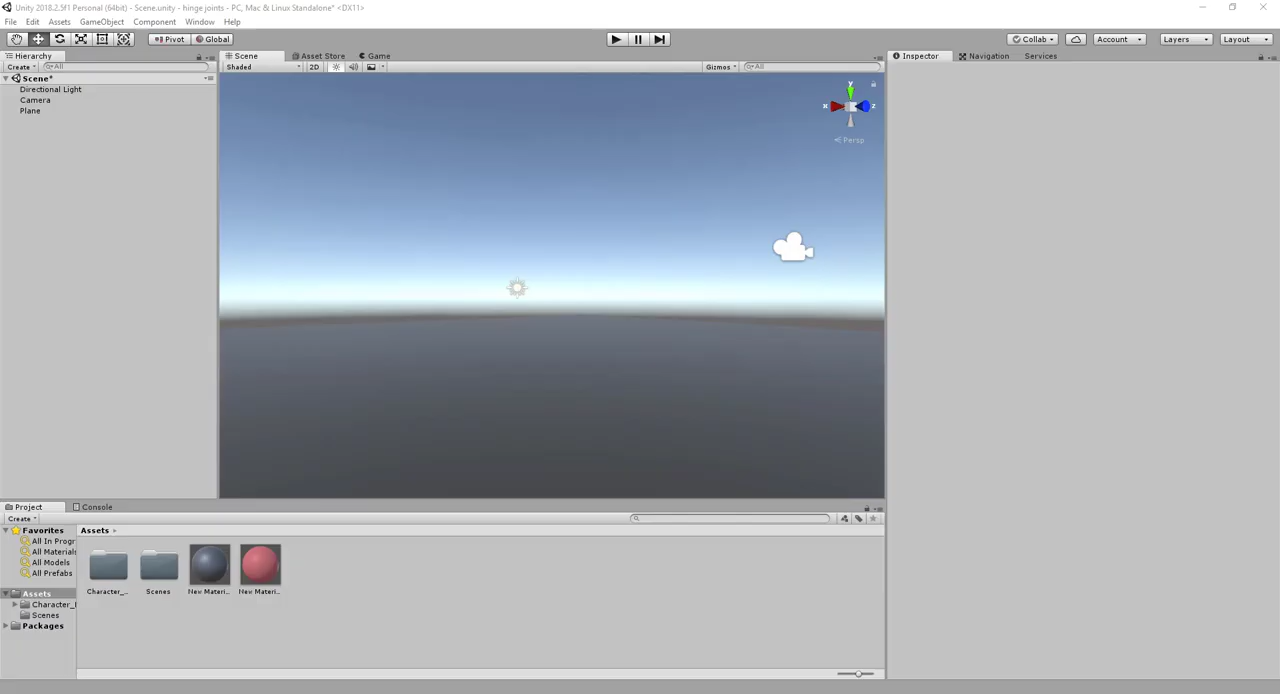 Unity 2018.2.5f1 Personal (64bit) - Scene.unity - hinge joints - PC, Mac & Linux Standalone* <DX11>
File Edit Assets GameObject Component Window Help
Pivot Global Collab Account Layers Layout
Hierarchy Scene Asset Store Game Inspector Navigation Services
Create All Shaded 2D Gizmos All
Scene*
Directional Light
Camera
Plane
y
x z
Persp
Project Console
Create
Favorites Assets
All In Progr
All Materials
All Models
All Prefabs
Character_... Scenes New Materi... New Materi...
Assets
Character_
Scenes
Packages